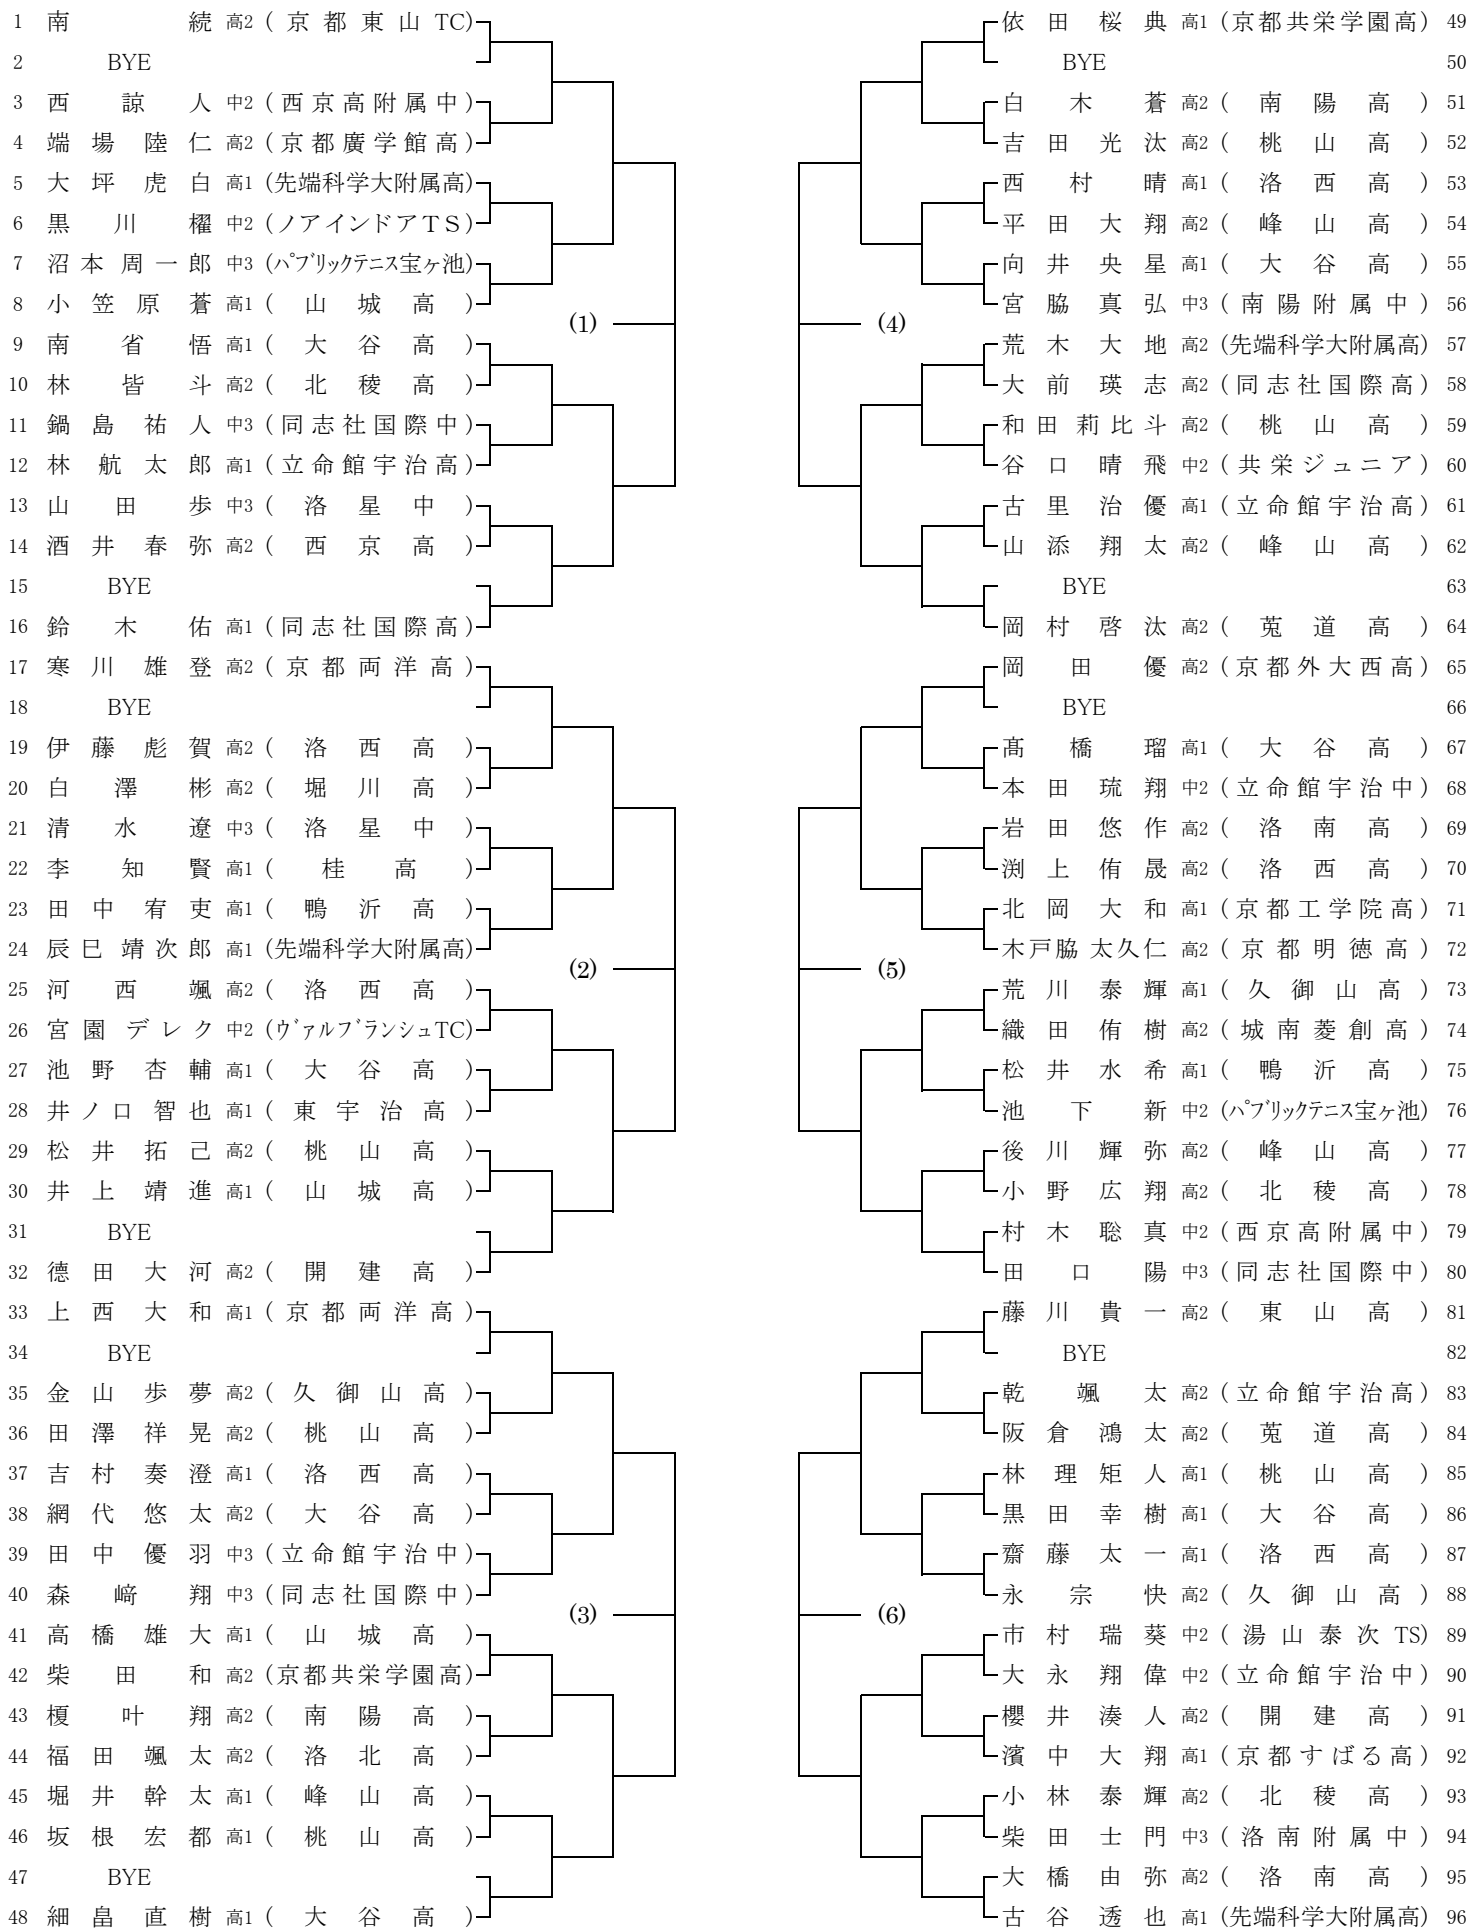 1 南 続 高2 (京都東山TC)
2 BYE
3 西 諒人 中2 (西京高附属中)
4 端場陸仁 高2 (京都廣学館高)
5 大坪虎白 高1 (先端科学大附属高)
6 黒川櫂 中2 (ノアインドアTS)
7 沼本周一郎 中3 (パブリックテニス宝ヶ池)
8 小笠原蒼 高1 (山城高)
(1)
9 南省悟 高1 (大谷高)
10 林皆斗 高2 (北稜高)
11 鍋島祐人 中3 (同志社国際中)
12 林航太郎 高1 (立命館宇治高)
13 山田歩 中3 (洛星中)
14 酒井春弥 高2 (西京高)
15 BYE
16 鈴木佑 高1 (同志社国際高)
17 寒川雄登 高2 (京都両洋高)
18 BYE
19 伊藤彪賀 高2 (洛西高)
20 白澤彬 高2 (堀川高)
21 清水遼 中3 (洛星中)
22 李知賢 高1 (桂高)
23 田中宥吏 高1 (鴨沂高)
24 辰巳靖次郎 高1 (先端科学大附属高)
(2)
25 河西颯 高2 (洛西高)
26 宮園デレク 中2 (ヴァルブランシュTC)
27 池野杏輔 高1 (大谷高)
28 井ノ口智也 高1 (東宇治高)
29 松井拓己 高2 (桃山高)
30 井上靖進 高1 (山城高)
31 BYE
32 德田大河 高2 (開建高)
33 上西大和 高1 (京都両洋高)
34 BYE
35 金山歩夢 高2 (久御山高)
36 田澤祥晃 高2 (桃山高)
37 吉村奏澄 高1 (洛西高)
38 網代悠太 高2 (大谷高)
39 田中優羽 中3 (立命館宇治中)
40 森﨑翔 中3 (同志社国際中)
(3)
41 高橋雄大 高1 (山城高)
42 柴田和 高2 (京都共栄学園高)
43 榎叶翔 高2 (南陽高)
44 福田颯太 高2 (洛北高)
45 堀井幹太 高1 (峰山高)
46 坂根宏都 高1 (桃山高)
47 BYE
48 細畠直樹 高1 (大谷高)
依田桜典 高1 (京都共栄学園高) 49
BYE 50
白木蒼 高2 (南陽高) 51
吉田光汰 高2 (桃山高) 52
西村晴 高1 (洛西高) 53
平田大翔 高2 (峰山高) 54
向井央星 高1 (大谷高) 55
宮脇真弘 中3 (南陽附属中) 56
(4)
荒木大地 高2 (先端科学大附属高) 57
大前瑛志 高2 (同志社国際高) 58
和田莉比斗 高2 (桃山高) 59
谷口晴飛 中2 (共栄ジュニア) 60
古里治優 高1 (立命館宇治高) 61
山添翔太 高2 (峰山高) 62
BYE 63
岡村啓汰 高2 (莵道高) 64
岡田優 高2 (京都外大西高) 65
BYE 66
髙橋瑠 高1 (大谷高) 67
本田琉翔 中2 (立命館宇治中) 68
岩田悠作 高2 (洛南高) 69
渕上侑晟 高2 (洛西高) 70
北岡大和 高1 (京都工学院高) 71
木戸脇太久仁 高2 (京都明徳高) 72
(5)
荒川泰輝 高1 (久御山高) 73
織田侑樹 高2 (城南菱創高) 74
松井水希 高1 (鴨沂高) 75
池下新 中2 (パブリックテニス宝ヶ池) 76
後川輝弥 高2 (峰山高) 77
小野広翔 高2 (北稜高) 78
村木聡真 中2 (西京高附属中) 79
田口陽 中3 (同志社国際中) 80
藤川貴一 高2 (東山高) 81
BYE 82
乾颯太 高2 (立命館宇治高) 83
阪倉鴻太 高2 (莵道高) 84
林理矩人 高1 (桃山高) 85
黒田幸樹 高1 (大谷高) 86
齋藤太一 高1 (洛西高) 87
永宗快 高2 (久御山高) 88
(6)
市村瑞葵 中2 (湯山泰次TS) 89
大永翔偉 中2 (立命館宇治中) 90
櫻井湊人 高2 (開建高) 91
濱中大翔 高1 (京都すばる高) 92
小林泰輝 高2 (北稜高) 93
柴田士門 中3 (洛南附属中) 94
大橋由弥 高2 (洛南高) 95
古谷透也 高1 (先端科学大附属高) 96